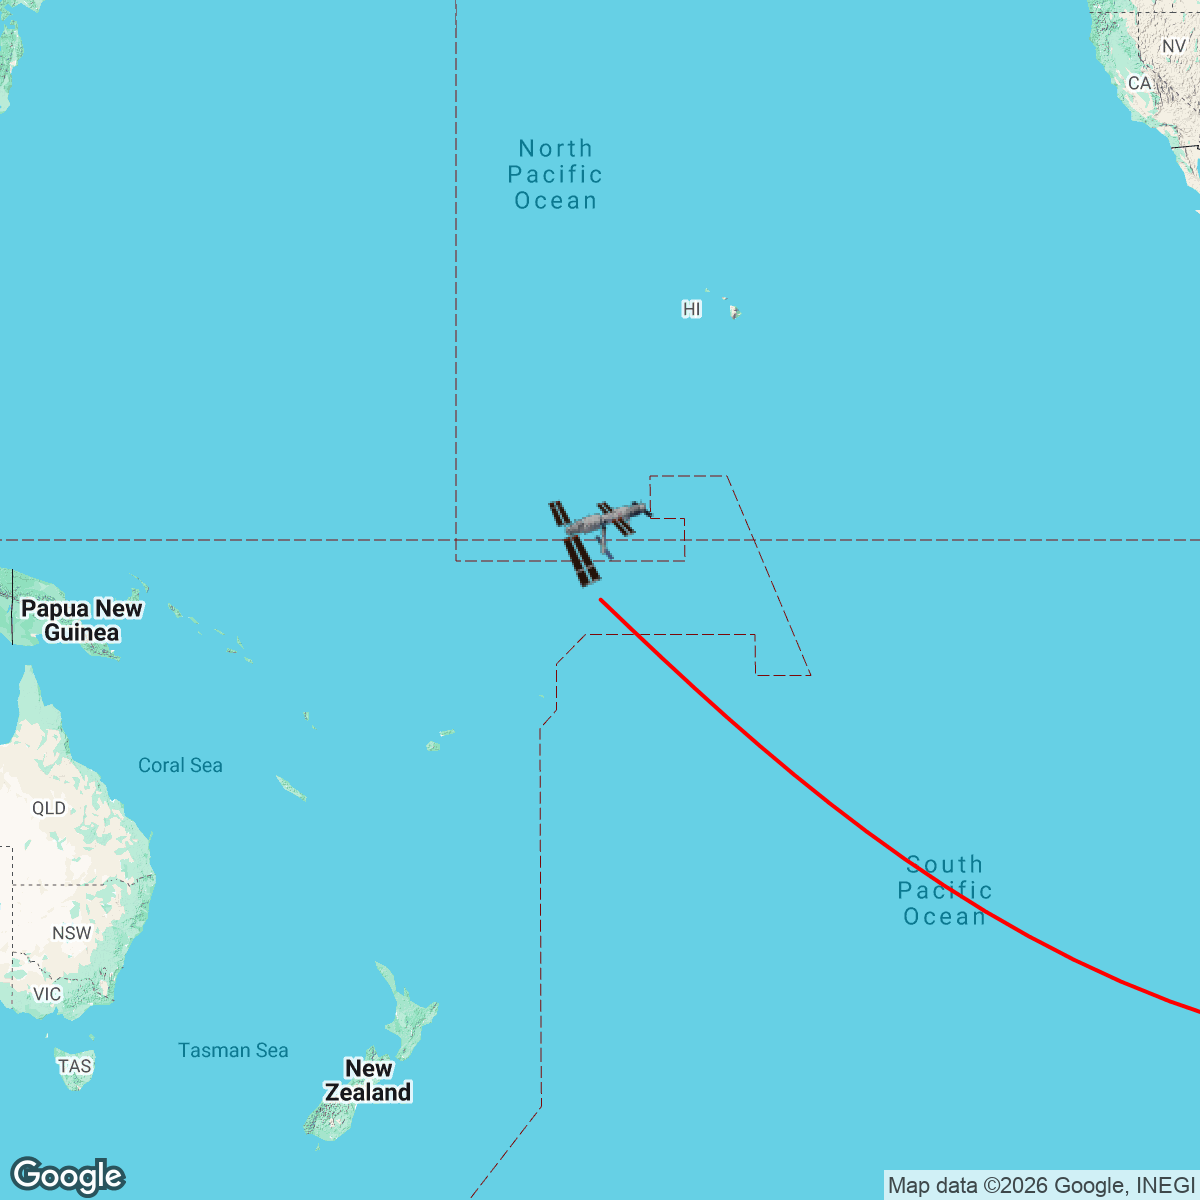 NV
CA
North
Pacific
Ocean
HI
Papua New
Guinea
Coral Sea
QLD
South
Pacific
Ocean
NSW
VIC
Tasman Sea
TAS
New
Zealand
Google
Map data ©2026 Google, INEGI